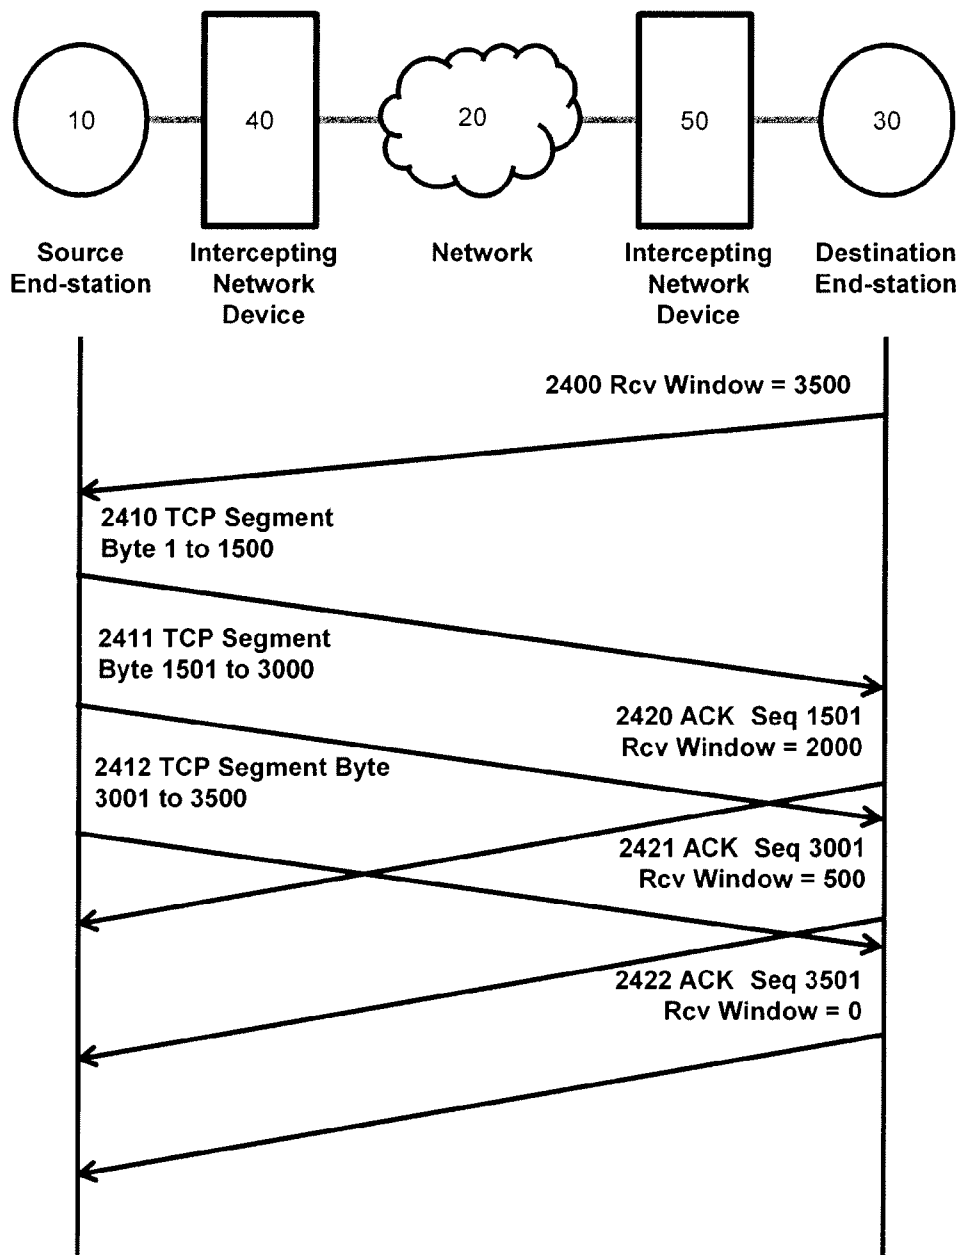 10
40
20
50
30
Source
End-station
Intercepting
Network
Device
Network
Intercepting
Network
Device
Destination
End-station
2400 Rcv Window = 3500
2410 TCP Segment
Byte 1 to 1500
2411 TCP Segment
Byte 1501 to 3000
2420 ACK Seq 1501
Rcv Window = 2000
2412 TCP Segment Byte
3001 to 3500
2421 ACK Seq 3001
Rcv Window = 500
2422 ACK Seq 3501
Rcv Window = 0